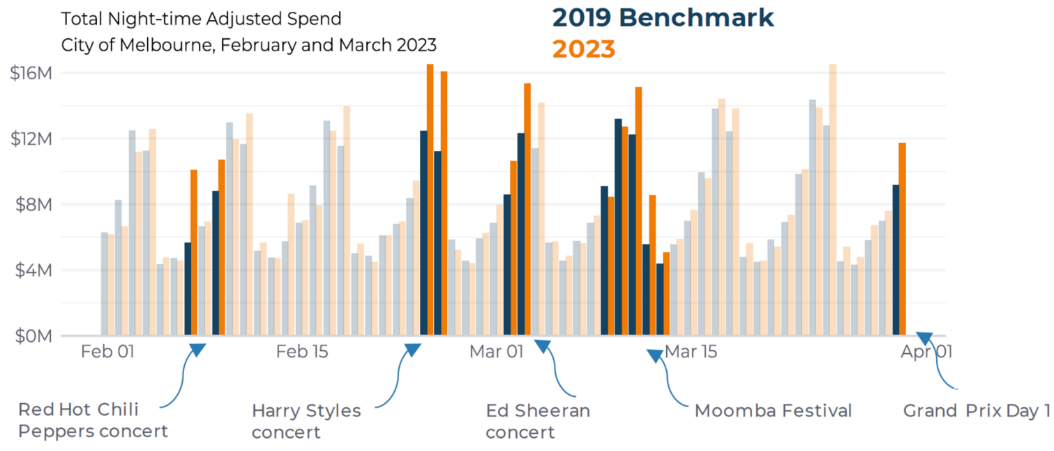 Total Night-time Adjusted Spend
City of Melbourne, February and March 2023
2019 Benchmark
2023
$16M
$12M
$8M
$4M
$0M
Feb 01
Feb 15
Mar 01
Mar 15
Apr 01
Red Hot Chili
Peppers concert
Harry Styles
concert
Ed Sheeran
concert
Moomba Festival
Grand Prix Day 1